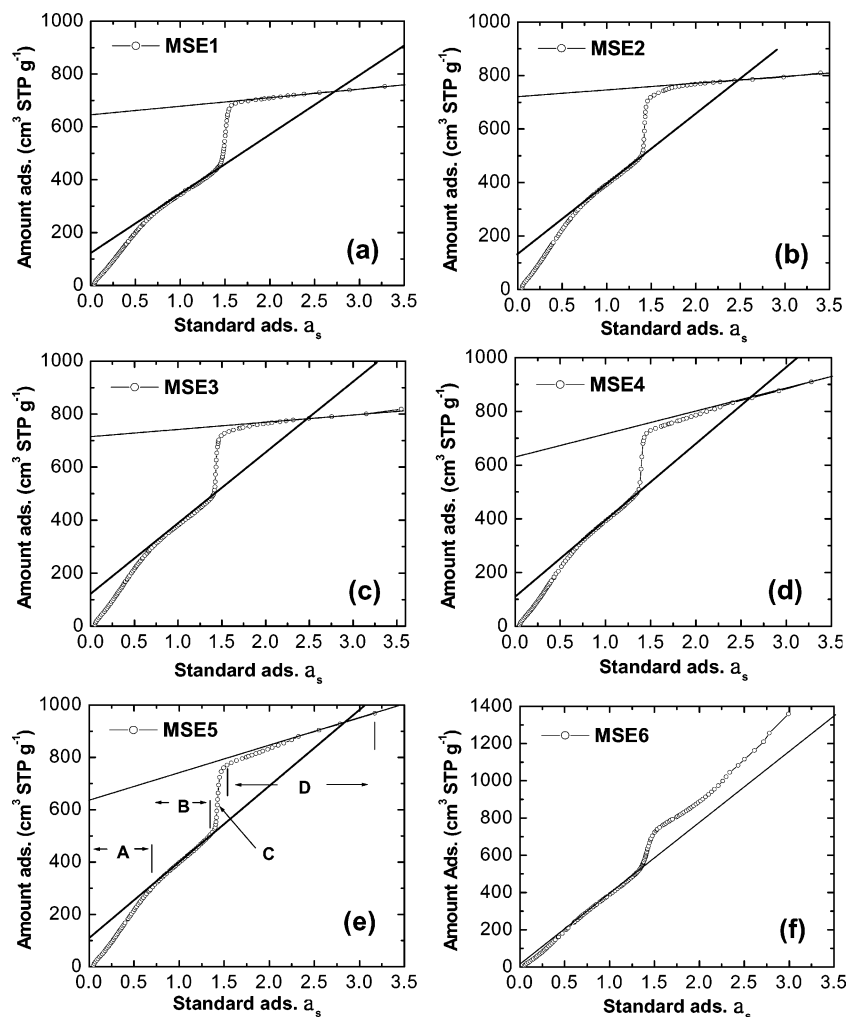 1000
800
600
400
200
0
Amount ads. (cm³ STP g⁻¹)
MSE1
(a)
0.0 0.5 1.0 1.5 2.0 2.5 3.0 3.5
Standard ads. aₛ
1000
800
600
400
200
0
Amount ads. (cm³ STP g⁻¹)
MSE2
(b)
0.0 0.5 1.0 1.5 2.0 2.5 3.0 3.5
Standard ads. aₛ
1000
800
600
400
200
0
Amount ads. (cm³ STP g⁻¹)
MSE3
(c)
0.0 0.5 1.0 1.5 2.0 2.5 3.0 3.5
Standard ads. aₛ
1000
800
600
400
200
0
Amount ads. (cm³ STP g⁻¹)
MSE4
(d)
0.0 0.5 1.0 1.5 2.0 2.5 3.0 3.5
Standard ads. aₛ
1000
800
600
400
200
0
Amount ads. (cm³ STP g⁻¹)
MSE5
D
B
A
C
(e)
0.0 0.5 1.0 1.5 2.0 2.5 3.0 3.5
Standard ads. aₛ
1400
1200
1000
800
600
400
200
0
Amount Ads. (cm³ STP g⁻¹)
MSE6
(f)
0.0 0.5 1.0 1.5 2.0 2.5 3.0 3.5
Standard ads. aₛ